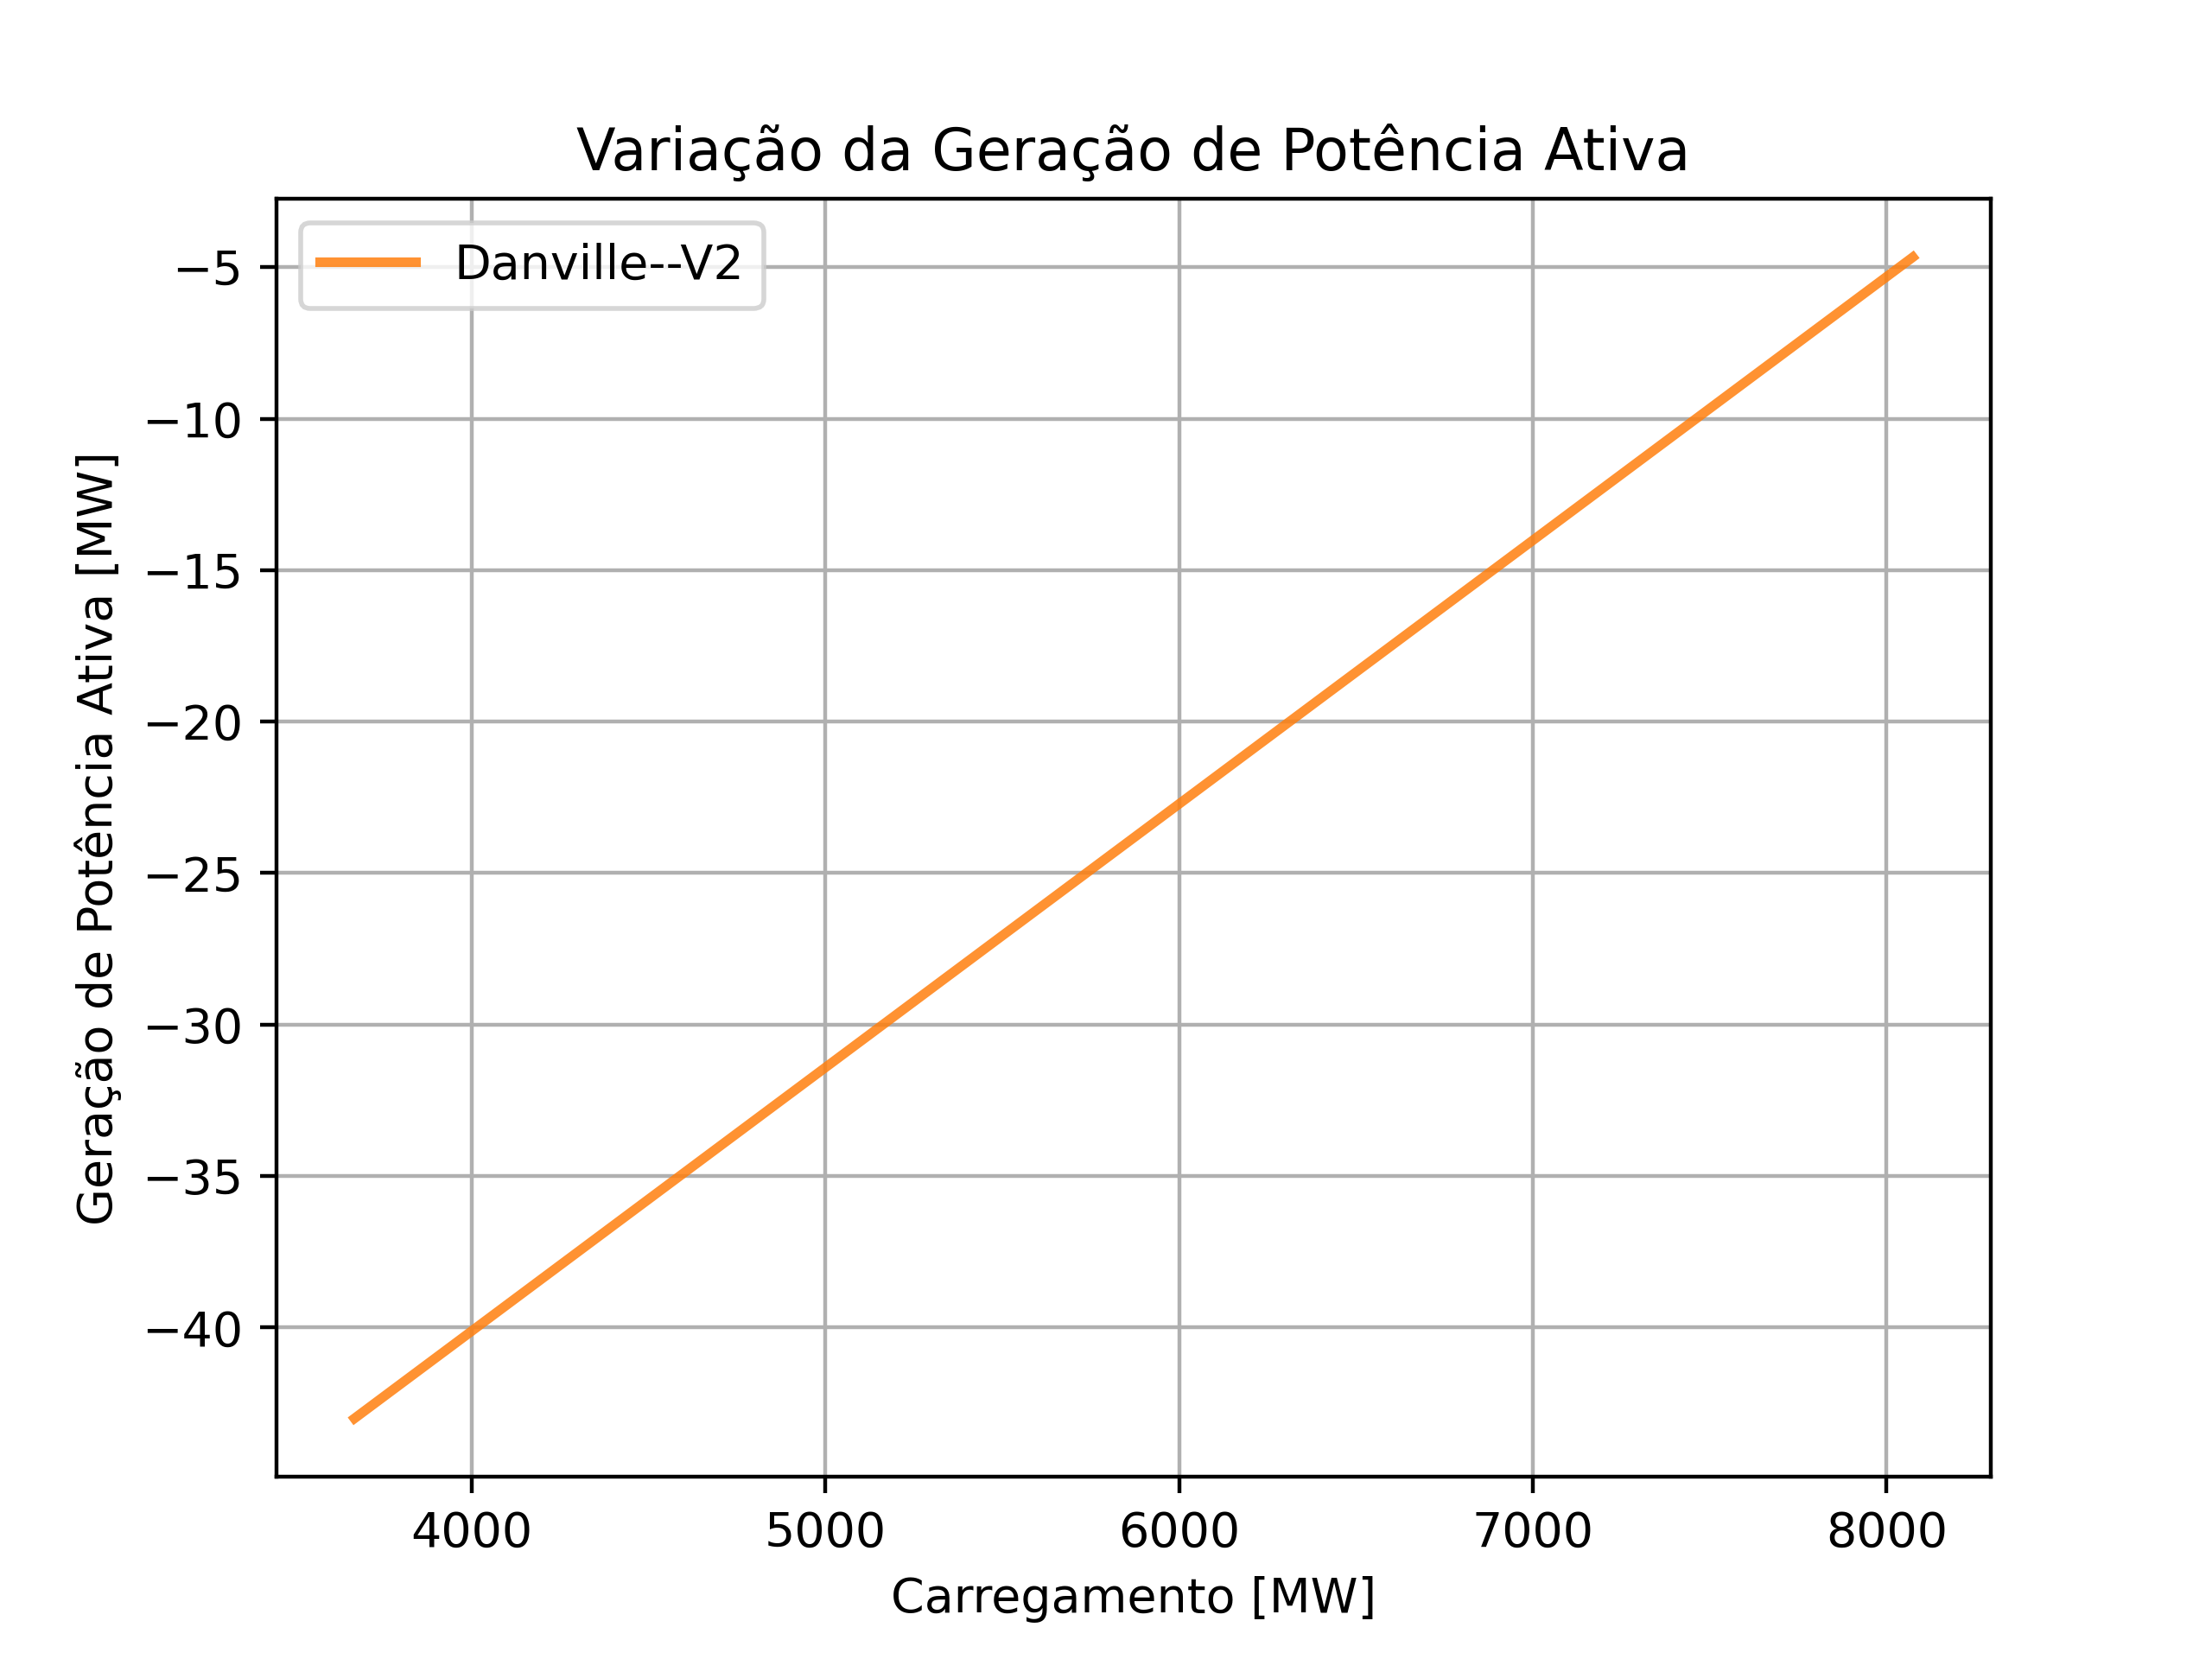 Variação da Geração de Potência Ativa
Danville--V2
Geração de Potência Ativa [MW]
−5
−10
−15
−20
−25
−30
−35
−40
4000 5000 6000 7000 8000
Carregamento [MW]